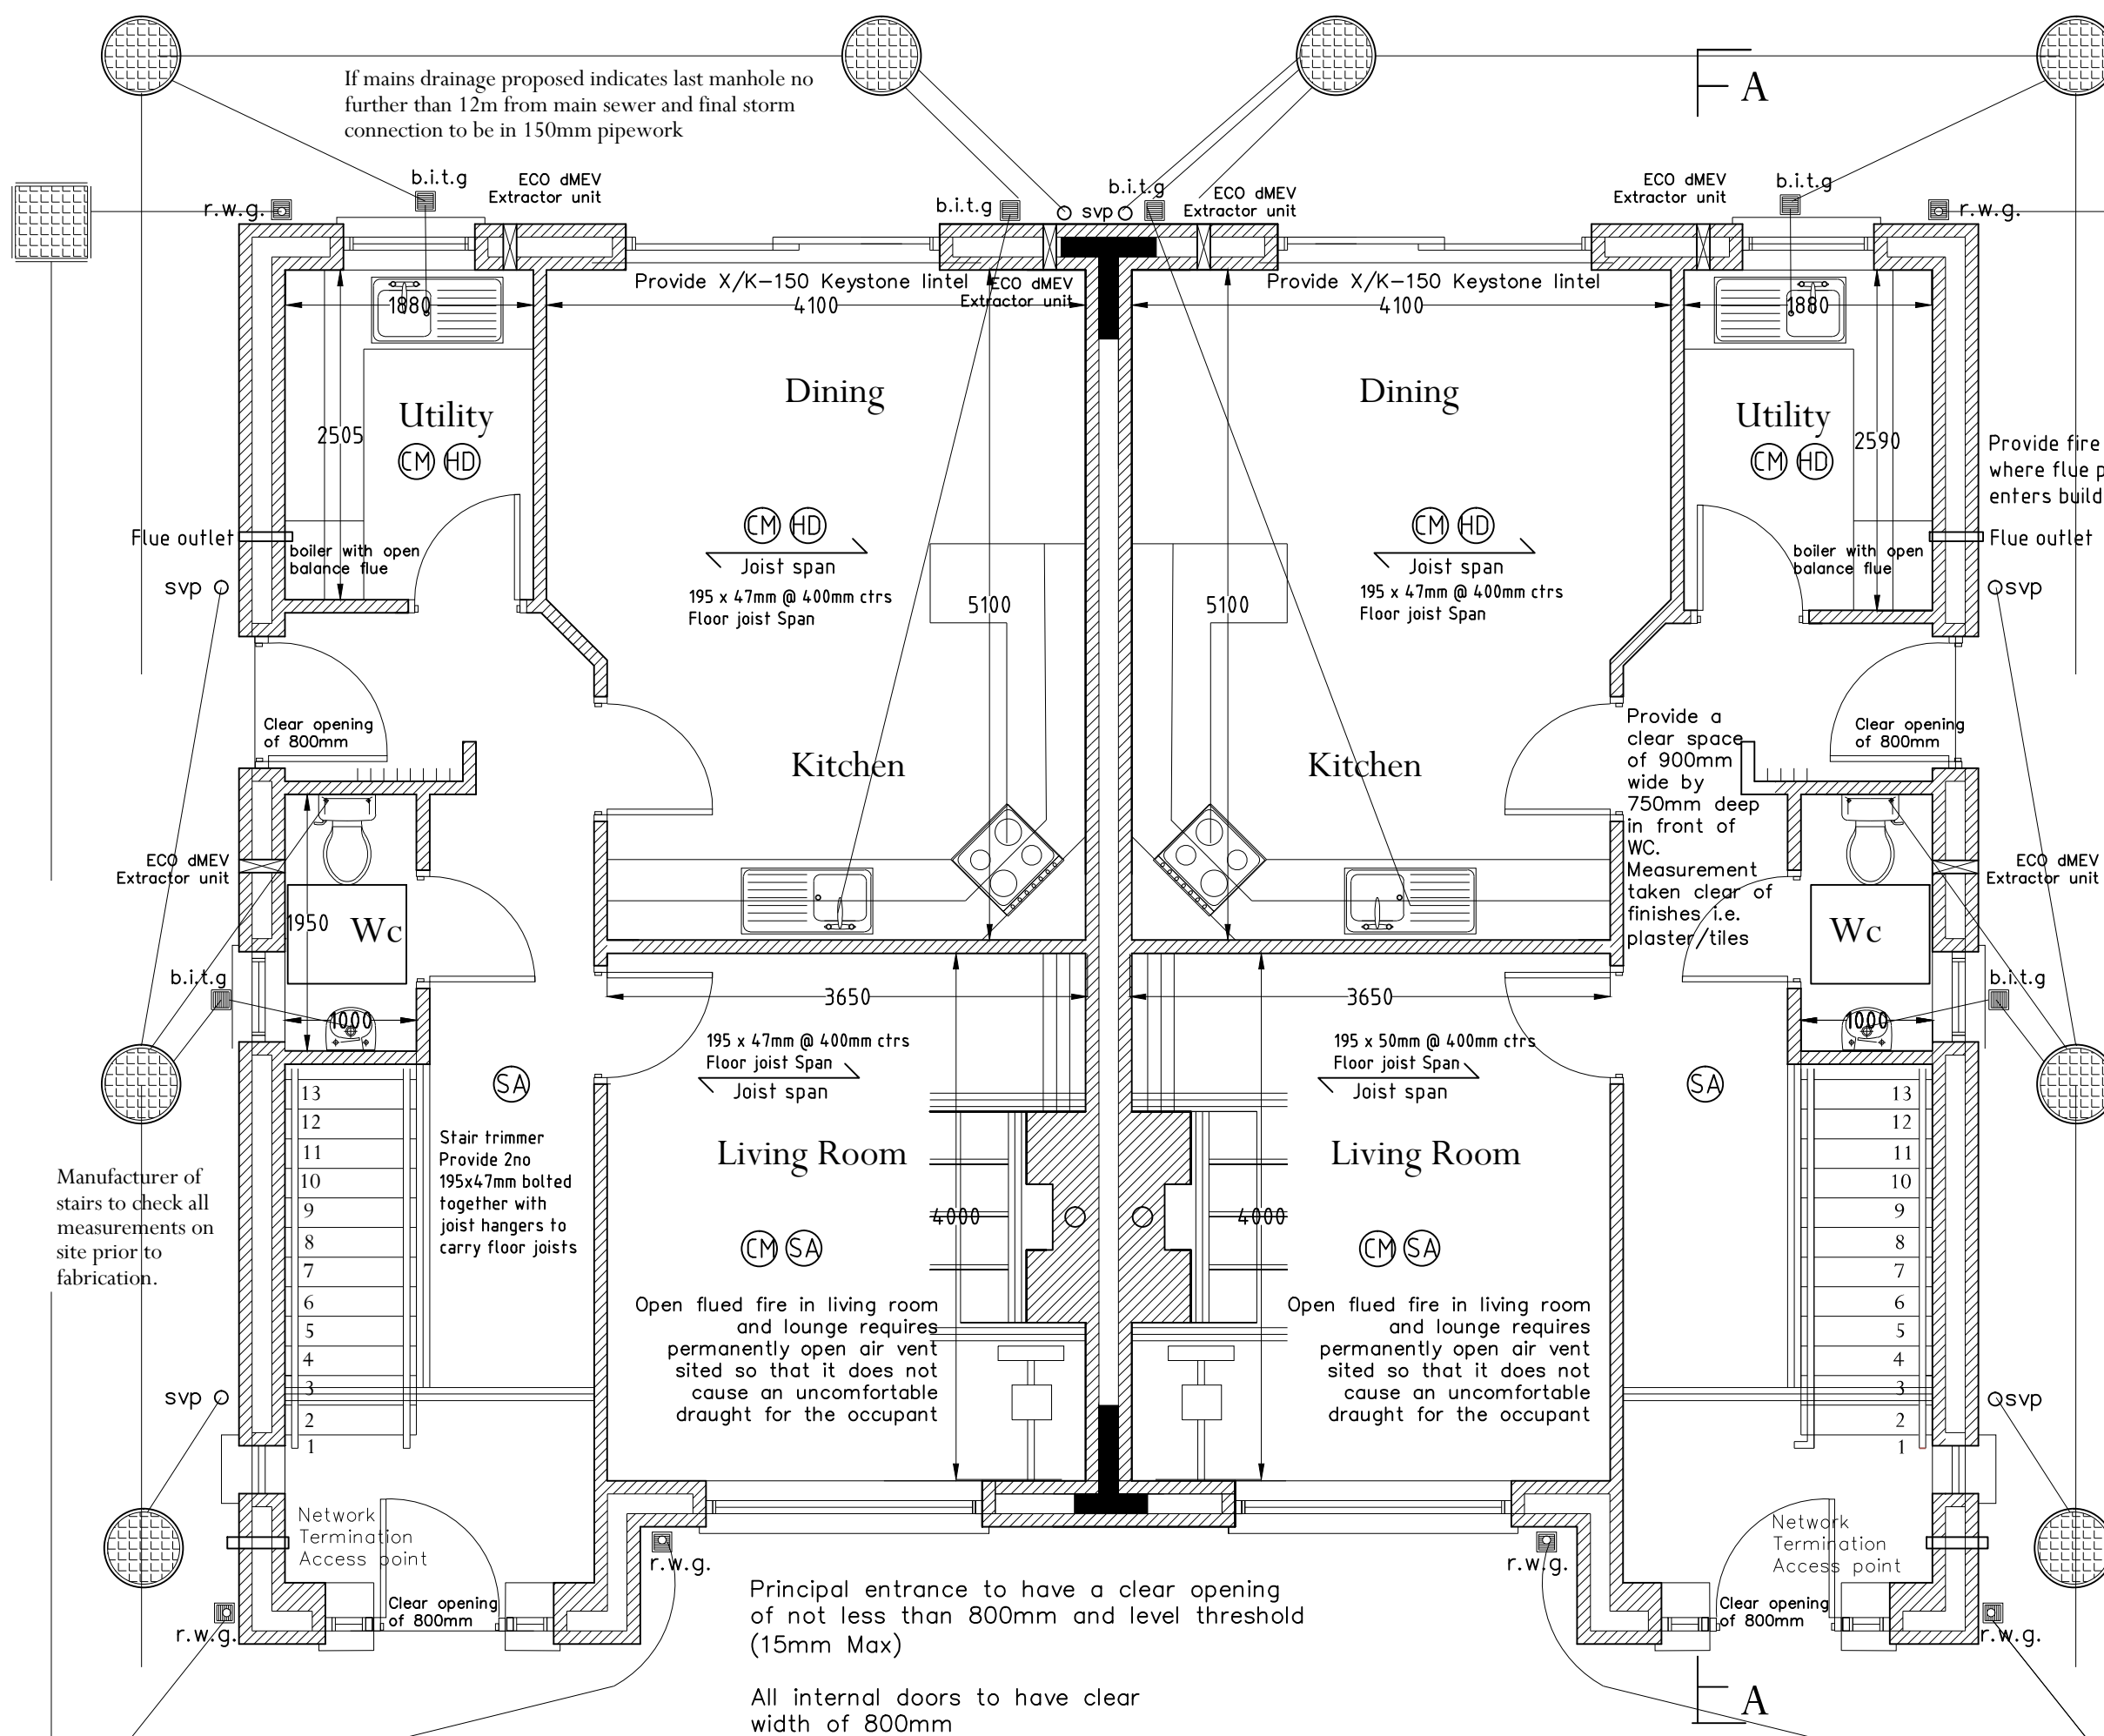 If mains drainage proposed indicates last manhole no
further than 12m from main sewer and final storm
connection to be in 150mm pipework
A
r.w.g.
b.i.t.g
ECO dMEV
Extractor unit
b.i.t.g
svp
b.i.t.g
ECO dMEV
Extractor unit
ECO dMEV
Extractor unit
b.i.t.g
r.w.g.
Provide X/K-150 Keystone lintel
ECO dMEV
Extractor unit
Provide X/K-150 Keystone lintel
1880
4100
4100
1880
Utility
CM HD
2505
Dining
CM HD
Joist span
195 x 47mm @ 400mm ctrs
Floor joist Span
5100
Dining
CM HD
Joist span
195 x 47mm @ 400mm ctrs
Floor joist Span
5100
Utility
CM HD
2590
Provide fire
where flue p
enters build
Flue outlet
boiler with open
balance flue
svp
boiler with open
balance flue
Flue outlet
svp
Clear opening
of 800mm
Kitchen
Kitchen
Provide a
clear space
of 900mm
wide by
750mm deep
in front of
WC.
Measurement
taken clear of
finishes i.e.
plaster/tiles
Clear opening
of 800mm
ECO dMEV
Extractor unit
1950
Wc
b.i.t.g
1000
Wc
ECO dMEV
Extractor unit
b.i.t.g
1000
3650
3650
195 x 47mm @ 400mm ctrs
Floor joist Span
Joist span
195 x 50mm @ 400mm ctrs
Floor joist Span
Joist span
SA
SA
Living Room
4000
CM SA
Living Room
4000
CM SA
Stair trimmer
Provide 2no
195x47mm bolted
together with
joist hangers to
carry floor joists
Manufacturer of
stairs to check all
measurements on
site prior to
fabrication.
13
12
11
10
9
8
7
6
5
4
3
2
1
13
12
11
10
9
8
7
6
5
4
3
2
1
Open flued fire in living room
and lounge requires
permanently open air vent
sited so that it does not
cause an uncomfortable
draught for the occupant
Open flued fire in living room
and lounge requires
permanently open air vent
sited so that it does not
cause an uncomfortable
draught for the occupant
svp
svp
Network
Termination
Access point
Clear opening
of 800mm
r.w.g.
r.w.g.
r.w.g.
Network
Termination
Access point
Clear opening
of 800mm
r.w.g.
Principal entrance to have a clear opening
of not less than 800mm and level threshold
(15mm Max)
All internal doors to have clear
width of 800mm
A